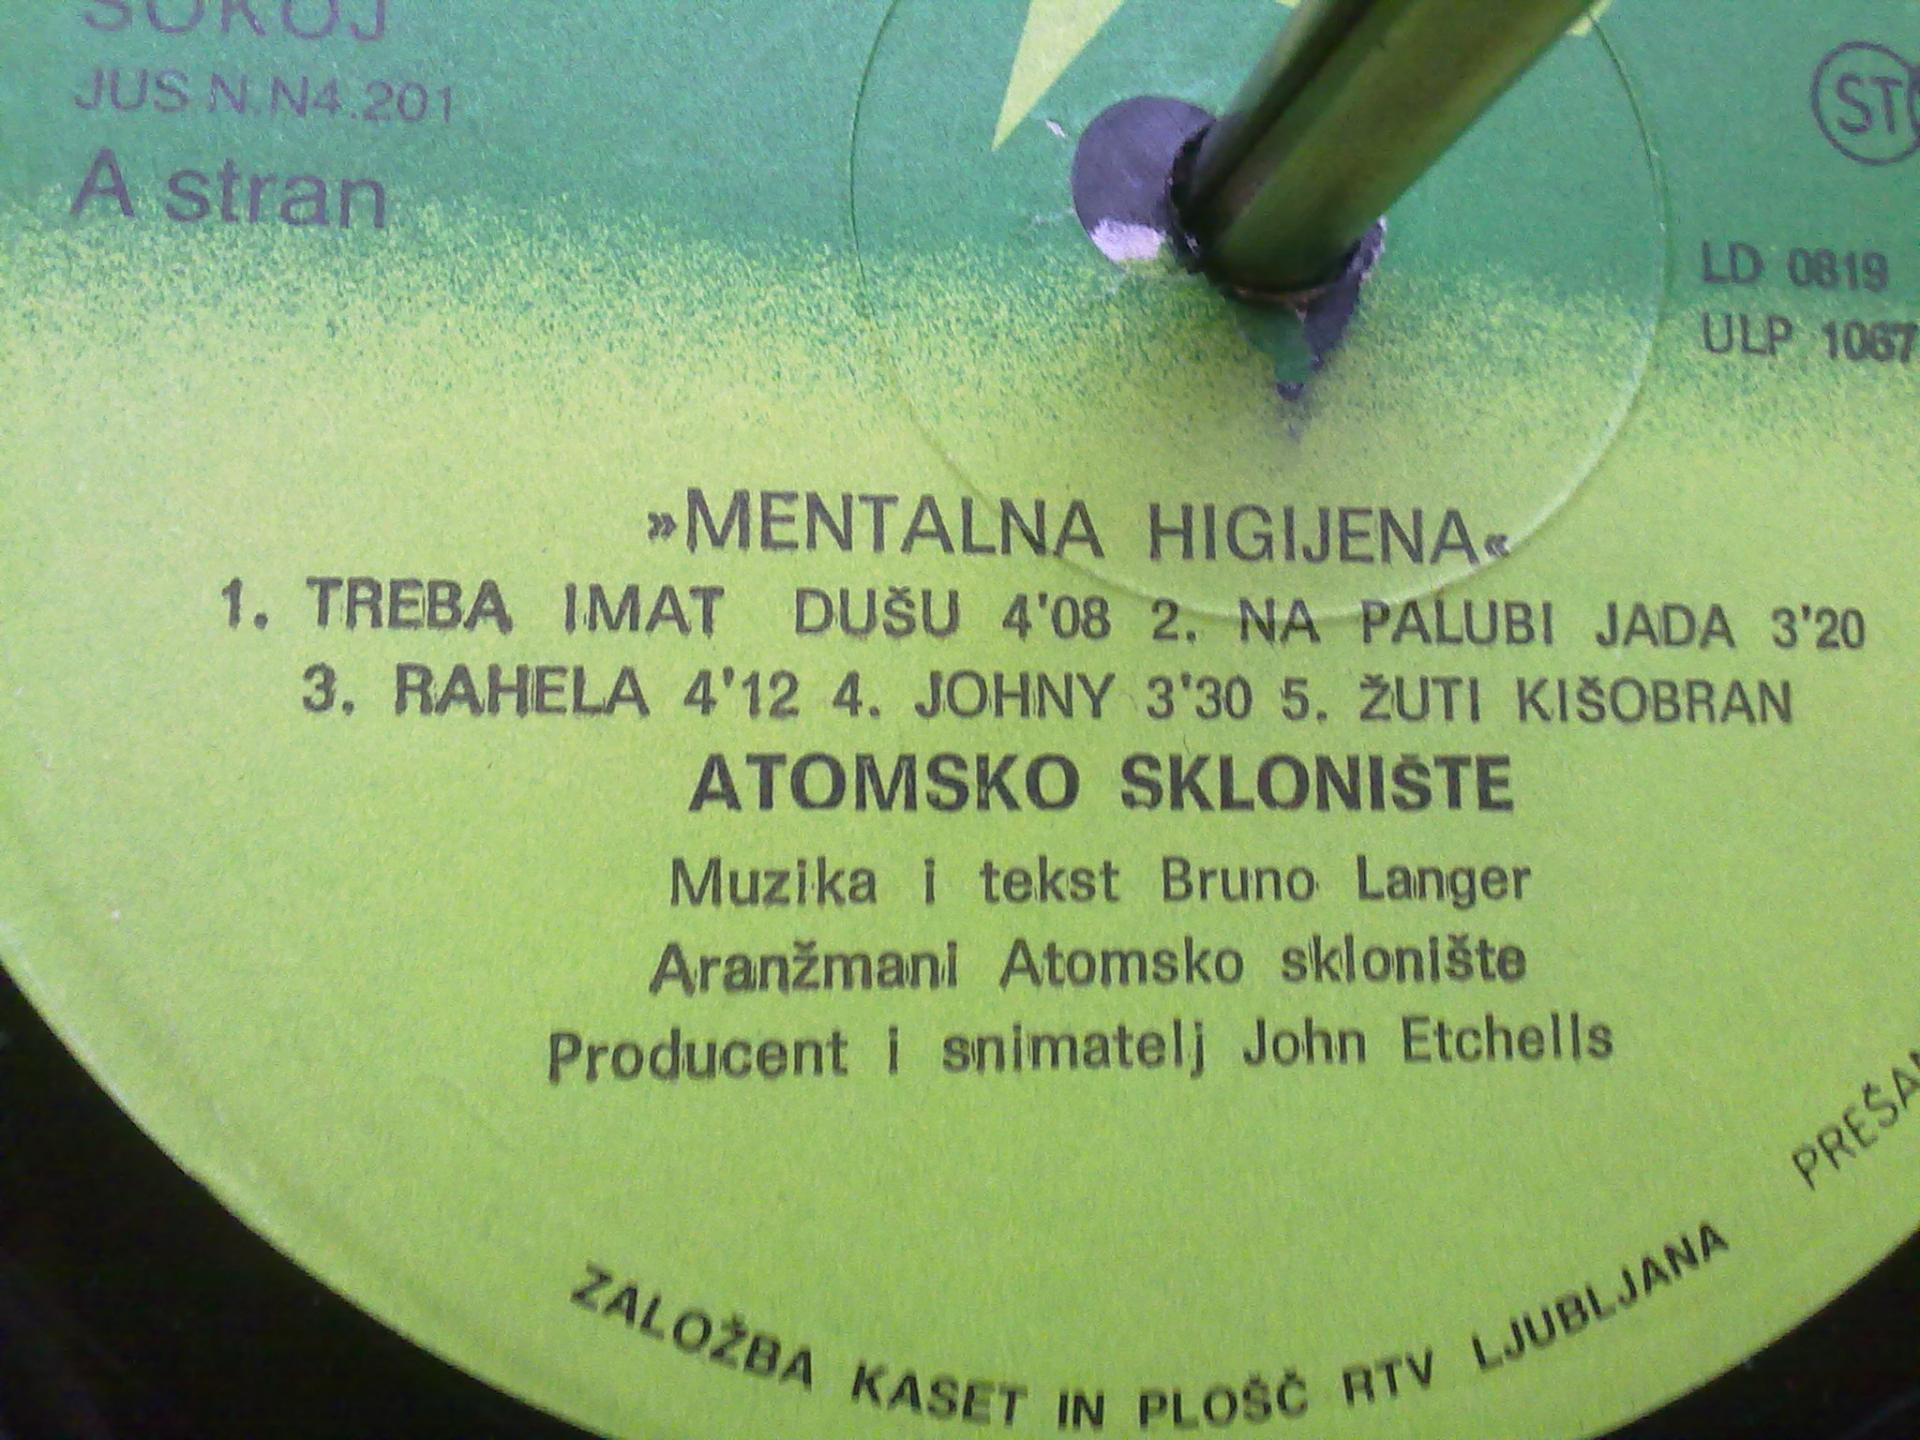 SOKOJ
JUS N.N4.201
A stran
LD 0819
ULP 1067
»MENTALNA HIGIJENA«
1. TREBA IMAT DUŠU 4'08 2. NA PALUBI JADA 3'20
3. RAHELA 4'12 4. JOHNY 3'30 5. ŽUTI KIŠOBRAN
ATOMSKO SKLONIŠTE
Muzika i tekst Bruno Langer
Aranžmani Atomsko sklonište
Producent i snimatelj John Etchells
ZALOŽBA KASET IN PLOŠČ RTV LJUBLJANA